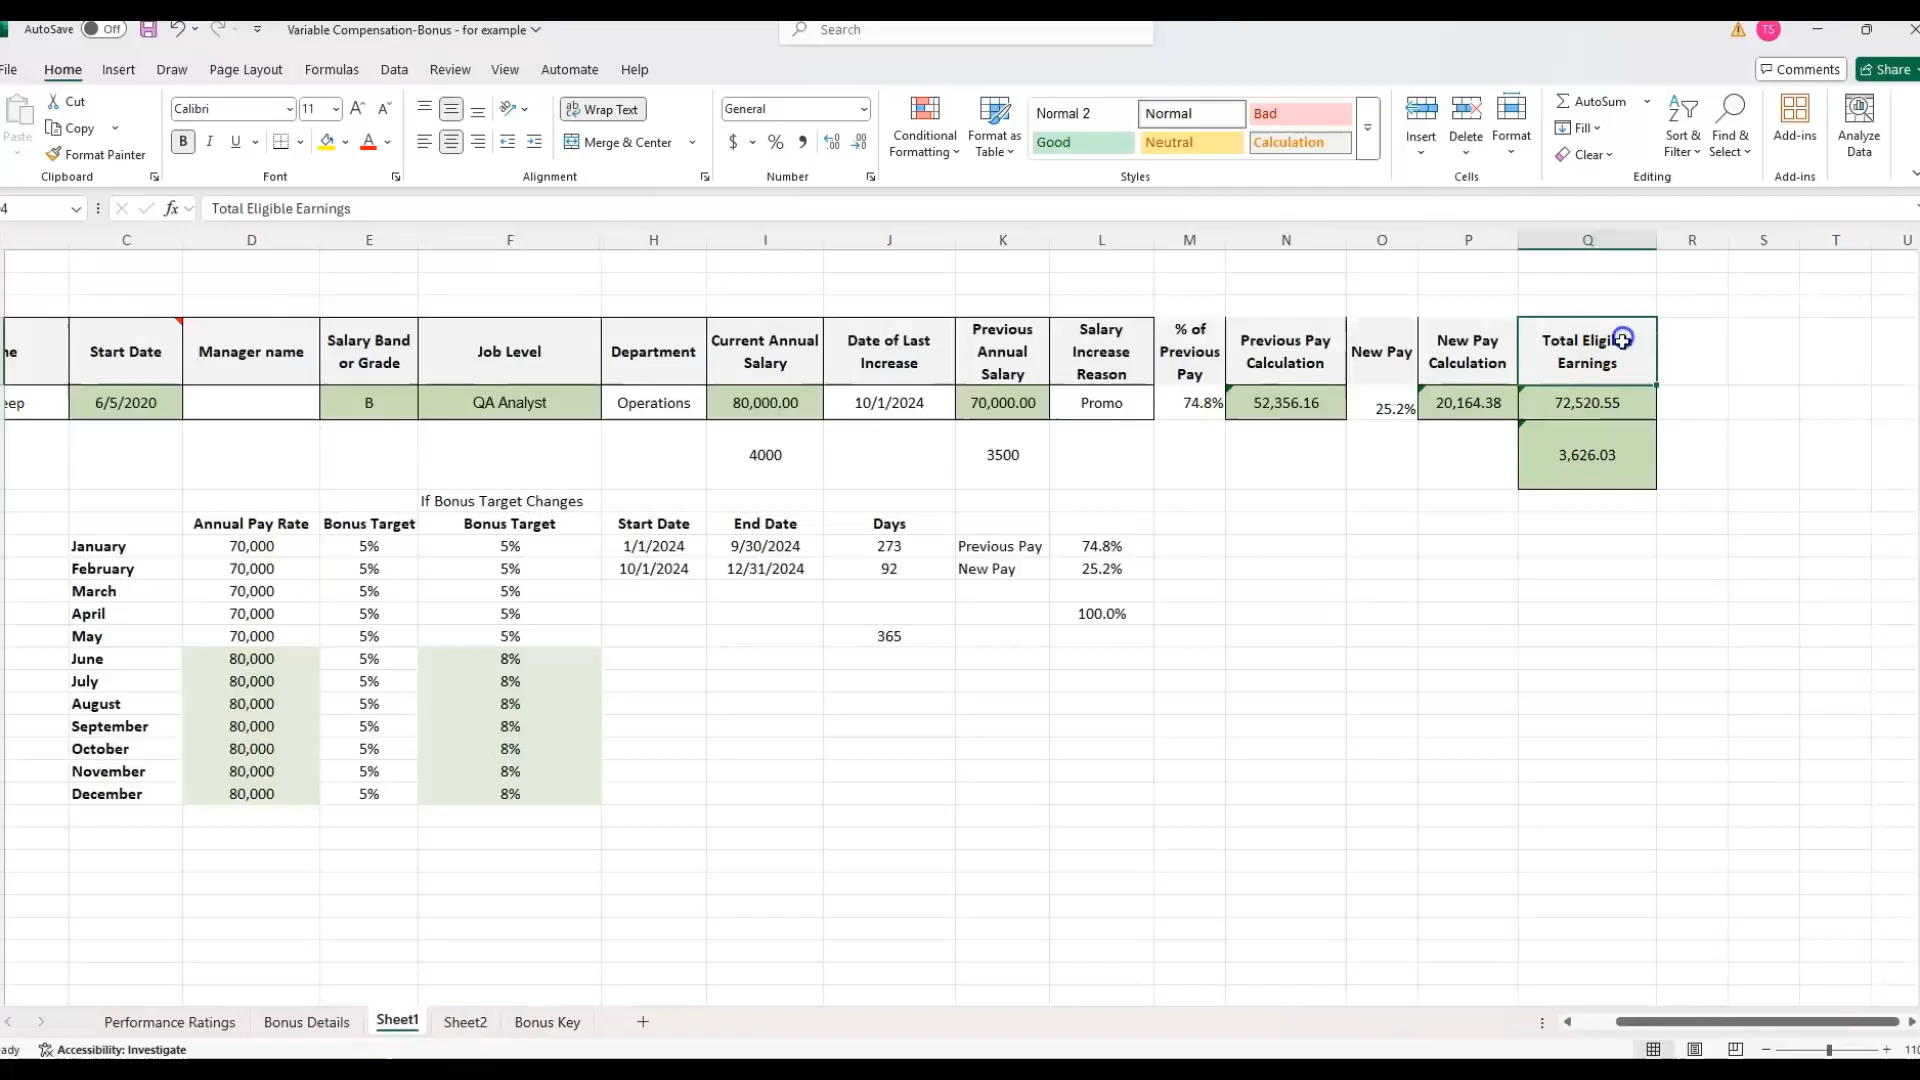 AutoSave Off Variable Compensation-Bonus - for example Search TS
File Home Insert Draw Page Layout Formulas Data Review View Automate Help Comments Share
Paste Cut Copy Format Painter Clipboard
Calibri 11 B I U Font
Wrap Text Merge & Center Alignment
General $ % , Number
Conditional Formatting Format as Table Normal 2 Normal Bad Good Neutral Calculation Styles
Insert Delete Format Cells
AutoSum Fill Clear Sort & Filter Find & Select Editing
Add-ins Add-ins
Analyze Data
4 fx Total Eligible Earnings
C D E F H I J K L M N O P Q R S T U
Start Date Manager name Salary Band or Grade Job Level Department Current Annual Salary Date of Last Increase Previous Annual Salary Salary Increase Reason % of Previous Pay Previous Pay Calculation New Pay New Pay Calculation Total Eligible Earnings
eep 6/5/2020 B QA Analyst Operations 80,000.00 10/1/2024 70,000.00 Promo 74.8% 52,356.16 25.2% 20,164.38 72,520.55
4000 3500 3,626.03
If Bonus Target Changes
Annual Pay Rate Bonus Target Bonus Target Start Date End Date Days
January 70,000 5% 5% 1/1/2024 9/30/2024 273 Previous Pay 74.8%
February 70,000 5% 5% 10/1/2024 12/31/2024 92 New Pay 25.2%
March 70,000 5% 5%
April 70,000 5% 5% 100.0%
May 70,000 5% 5% 365
June 80,000 5% 8%
July 80,000 5% 8%
August 80,000 5% 8%
September 80,000 5% 8%
October 80,000 5% 8%
November 80,000 5% 8%
December 80,000 5% 8%
Performance Ratings Bonus Details Sheet1 Sheet2 Bonus Key
Accessibility: Investigate